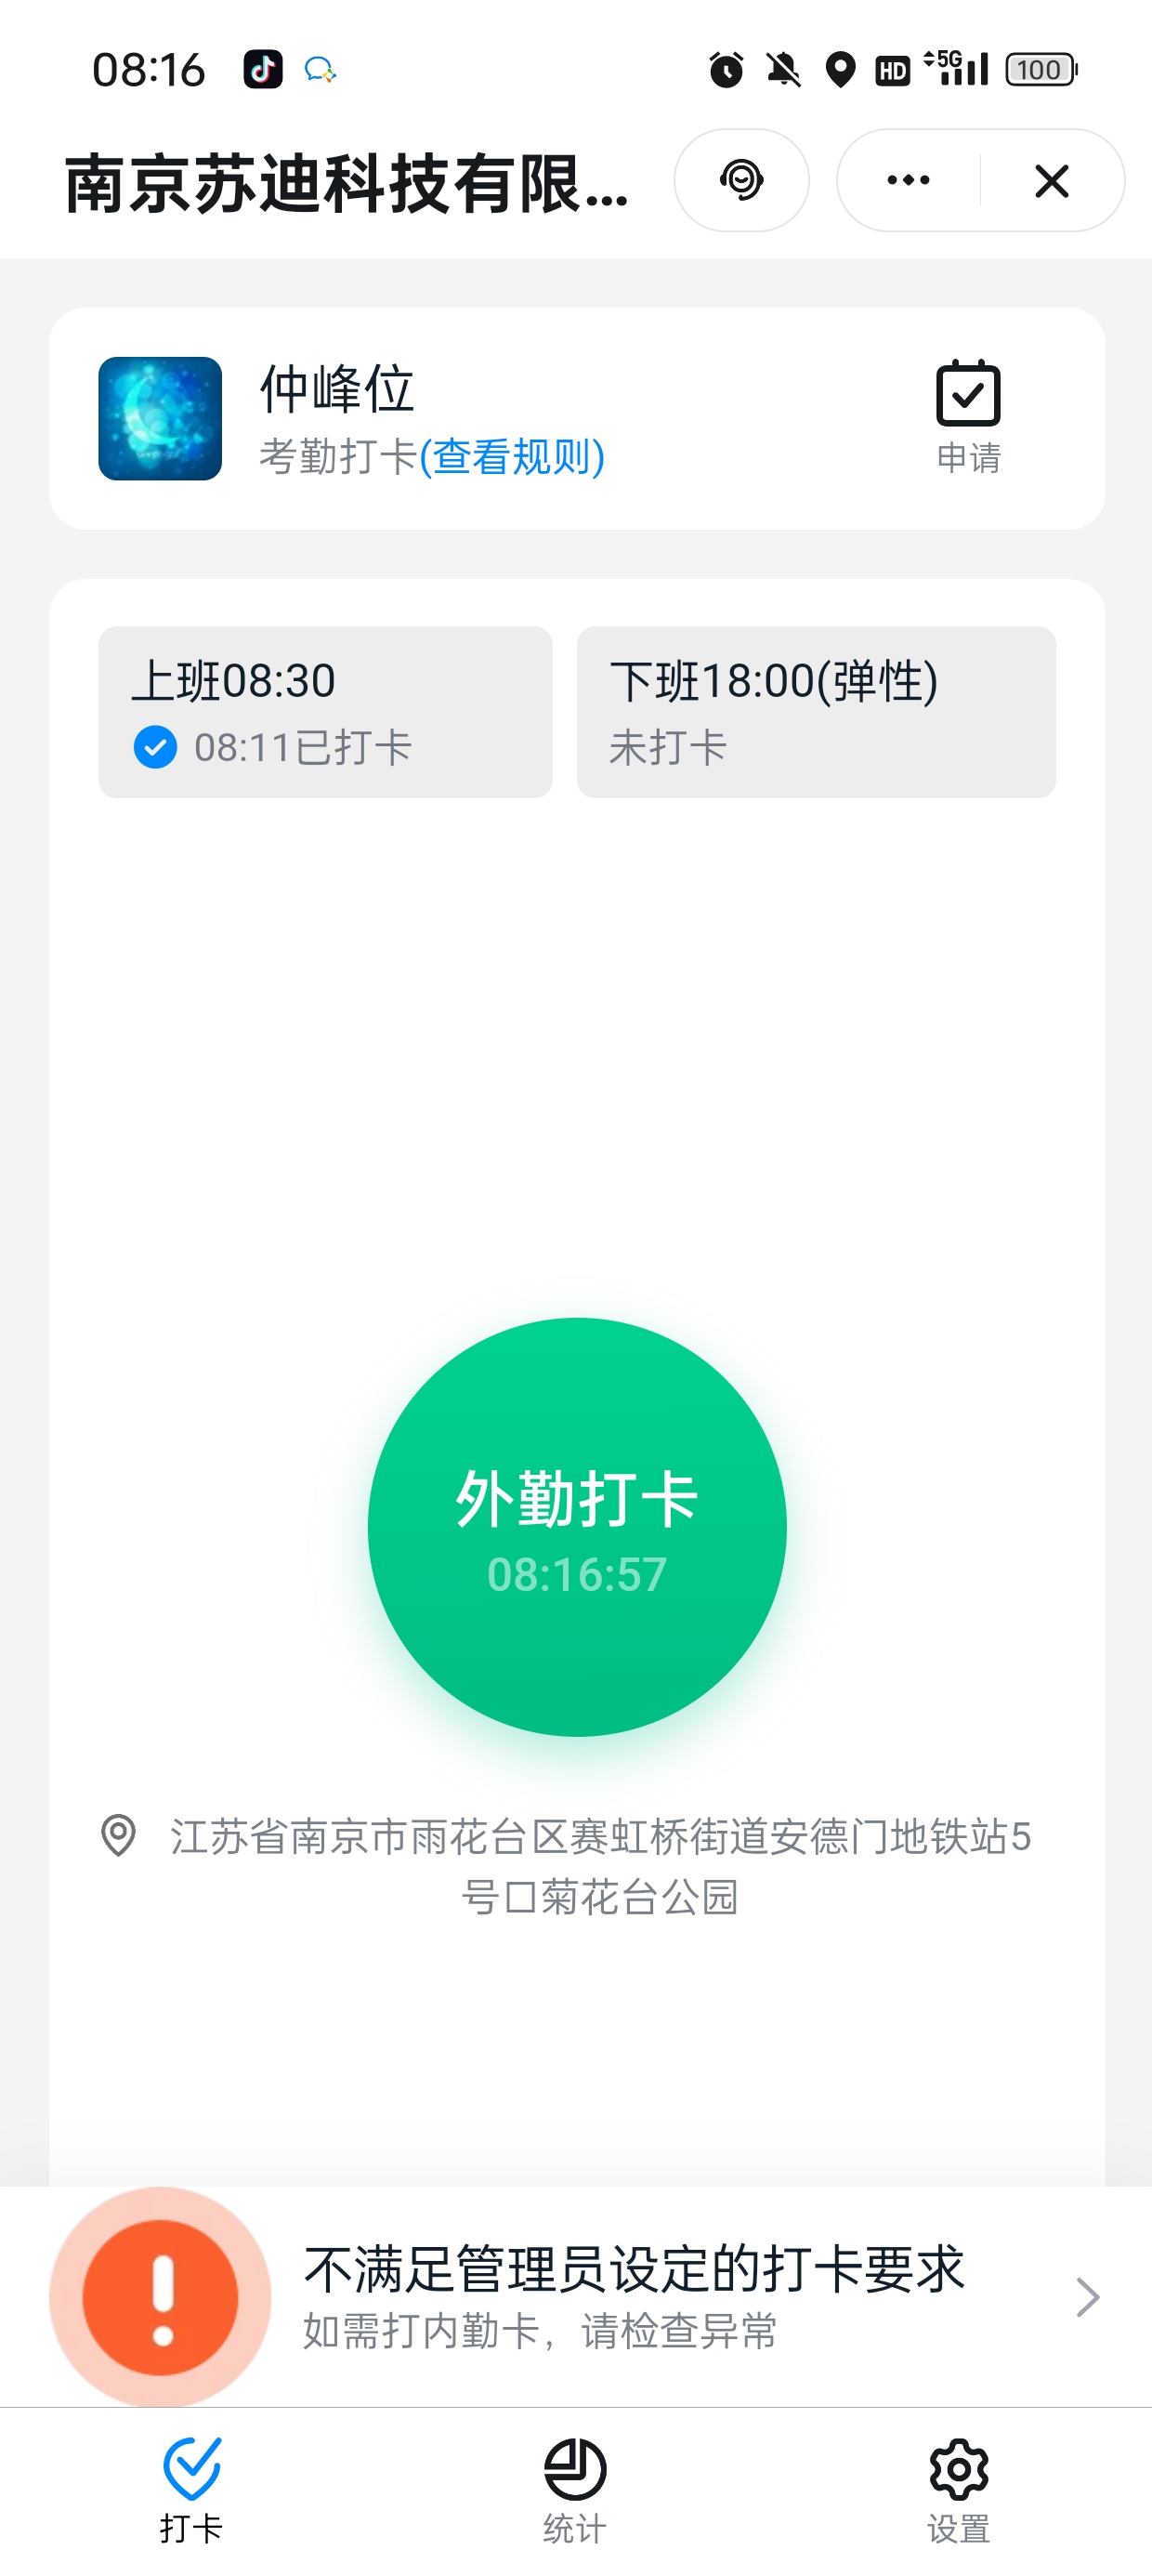 08:16
HD
5G
100
南京苏迪科技有限...
仲峰位
考勤打卡(查看规则)
申请
上班08:30
08:11已打卡
下班18:00(弹性)
未打卡
外勤打卡
08:16:57
江苏省南京市雨花台区赛虹桥街道安德门地铁站5
号口菊花台公园
不满足管理员设定的打卡要求
如需打内勤卡，请检查异常
打卡
统计
设置